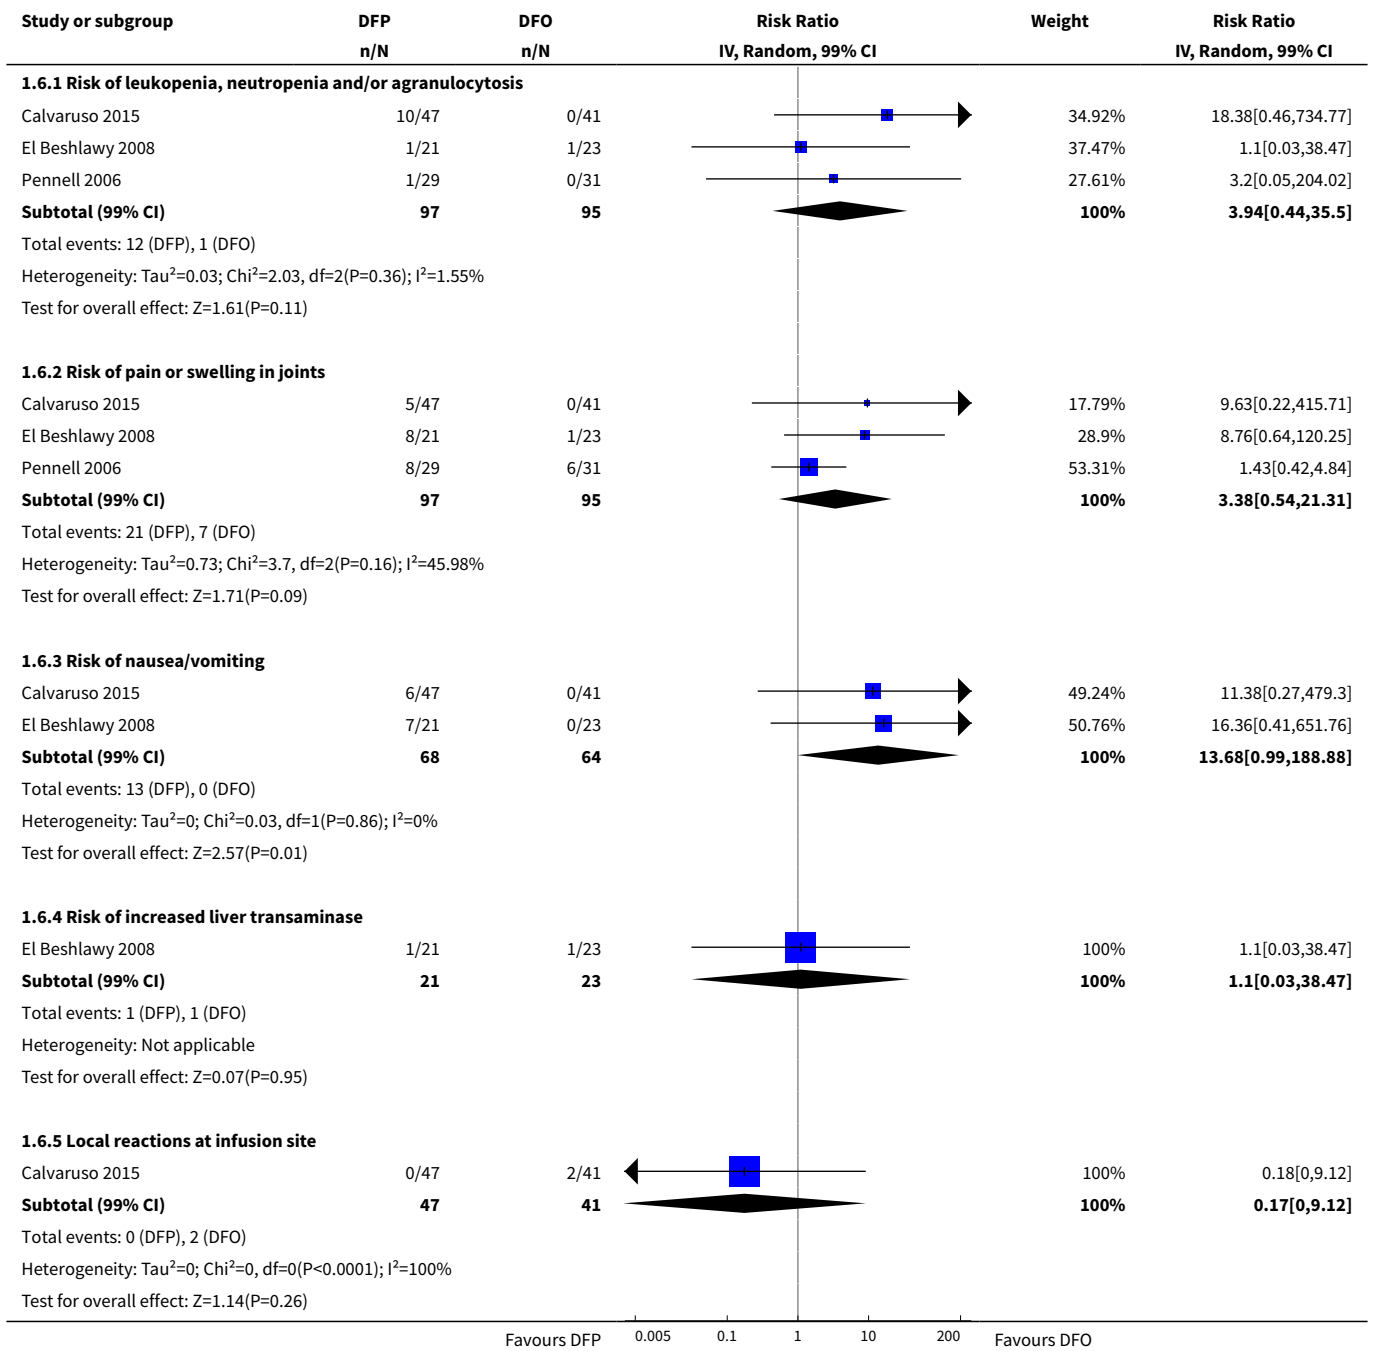 Study or subgroup DFP DFO Risk Ratio Weight Risk Ratio
n/N n/N IV, Random, 99% CI IV, Random, 99% CI
1.6.1 Risk of leukopenia, neutropenia and/or agranulocytosis
Calvaruso 2015 10/47 0/41 34.92% 18.38[0.46,734.77]
El Beshlawy 2008 1/21 1/23 37.47% 1.1[0.03,38.47]
Pennell 2006 1/29 0/31 27.61% 3.2[0.05,204.02]
Subtotal (99% CI) 97 95 100% 3.94[0.44,35.5]
Total events: 12 (DFP), 1 (DFO)
Heterogeneity: Tau²=0.03; Chi²=2.03, df=2(P=0.36); I²=1.55%
Test for overall effect: Z=1.61(P=0.11)
1.6.2 Risk of pain or swelling in joints
Calvaruso 2015 5/47 0/41 17.79% 9.63[0.22,415.71]
El Beshlawy 2008 8/21 1/23 28.9% 8.76[0.64,120.25]
Pennell 2006 8/29 6/31 53.31% 1.43[0.42,4.84]
Subtotal (99% CI) 97 95 100% 3.38[0.54,21.31]
Total events: 21 (DFP), 7 (DFO)
Heterogeneity: Tau²=0.73; Chi²=3.7, df=2(P=0.16); I²=45.98%
Test for overall effect: Z=1.71(P=0.09)
1.6.3 Risk of nausea/vomiting
Calvaruso 2015 6/47 0/41 49.24% 11.38[0.27,479.3]
El Beshlawy 2008 7/21 0/23 50.76% 16.36[0.41,651.76]
Subtotal (99% CI) 68 64 100% 13.68[0.99,188.88]
Total events: 13 (DFP), 0 (DFO)
Heterogeneity: Tau²=0; Chi²=0.03, df=1(P=0.86); I²=0%
Test for overall effect: Z=2.57(P=0.01)
1.6.4 Risk of increased liver transaminase
El Beshlawy 2008 1/21 1/23 100% 1.1[0.03,38.47]
Subtotal (99% CI) 21 23 100% 1.1[0.03,38.47]
Total events: 1 (DFP), 1 (DFO)
Heterogeneity: Not applicable
Test for overall effect: Z=0.07(P=0.95)
1.6.5 Local reactions at infusion site
Calvaruso 2015 0/47 2/41 100% 0.18[0,9.12]
Subtotal (99% CI) 47 41 100% 0.17[0,9.12]
Total events: 0 (DFP), 2 (DFO)
Heterogeneity: Tau²=0; Chi²=0, df=0(P<0.0001); I²=100%
Test for overall effect: Z=1.14(P=0.26)
Favours DFP 0.005 0.1 1 10 200 Favours DFO